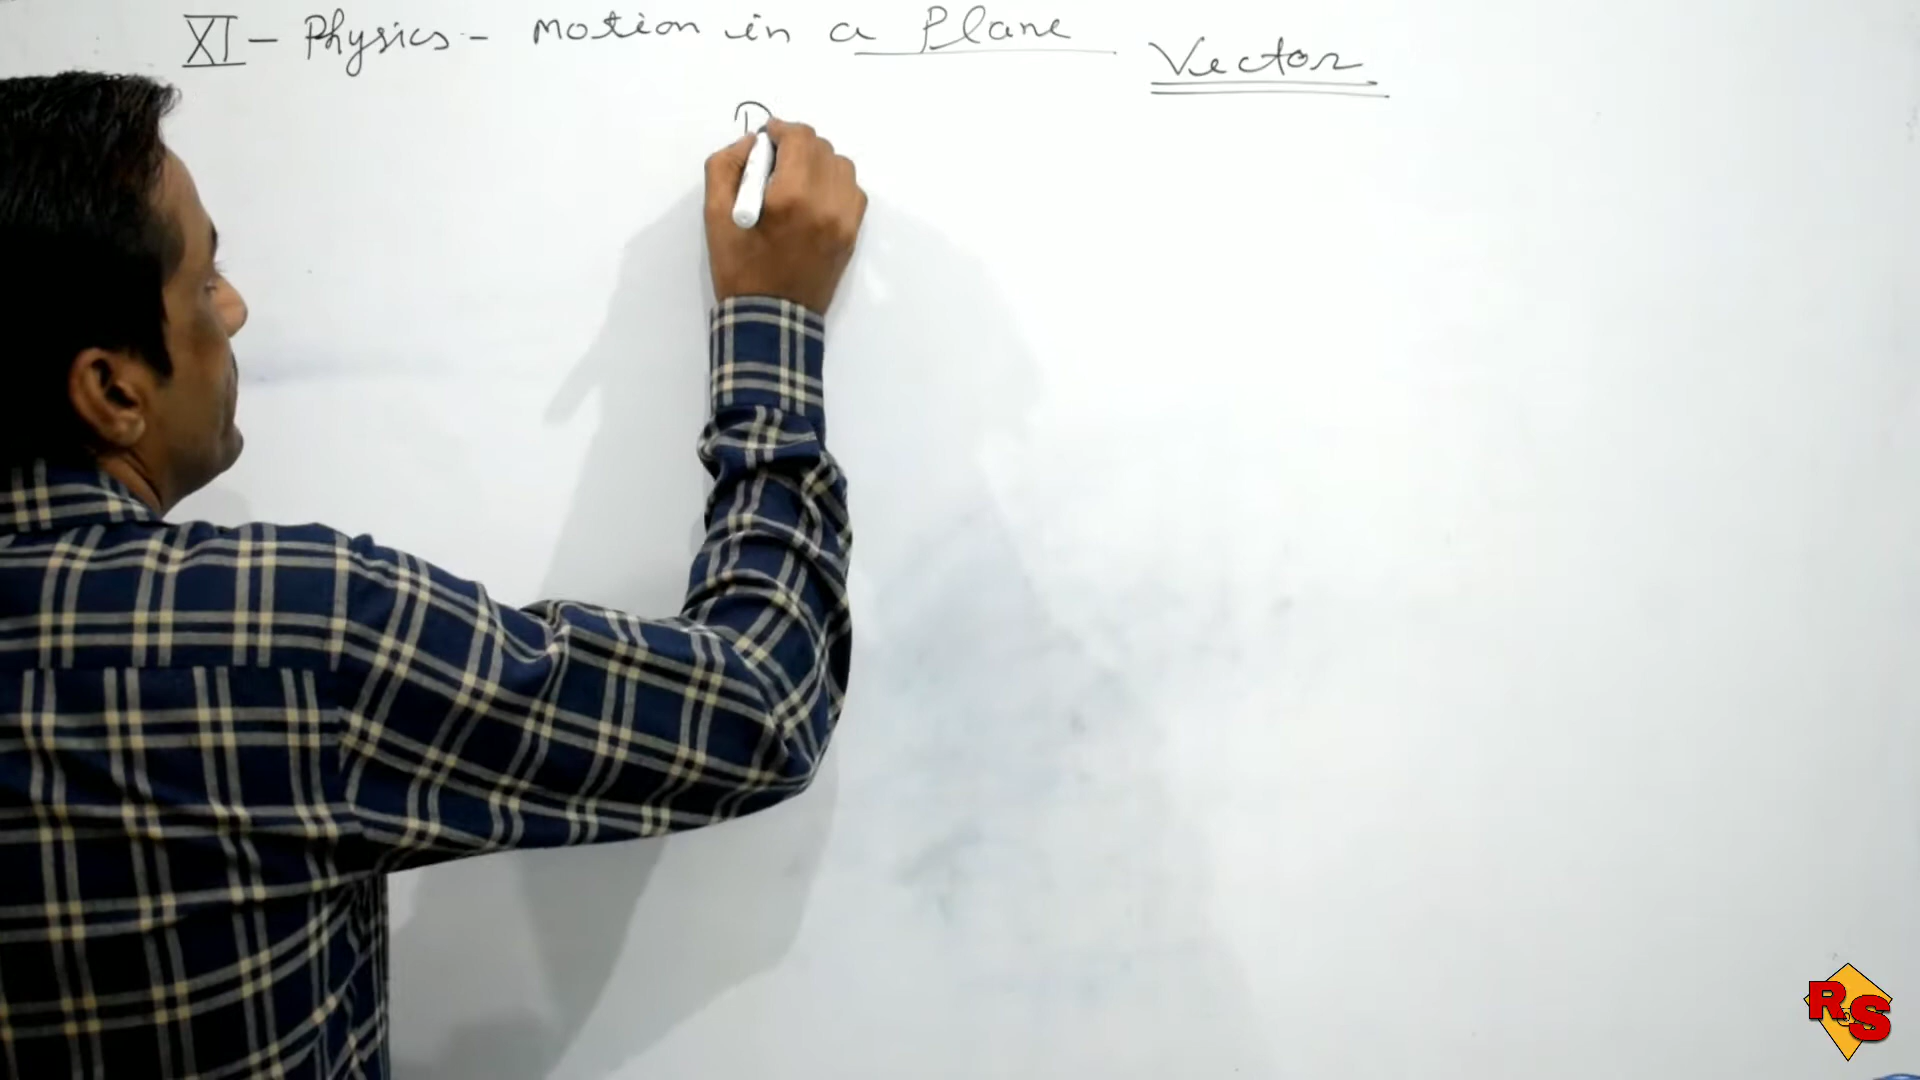 XI - Physics - Motion in a Plane
Vector
RS